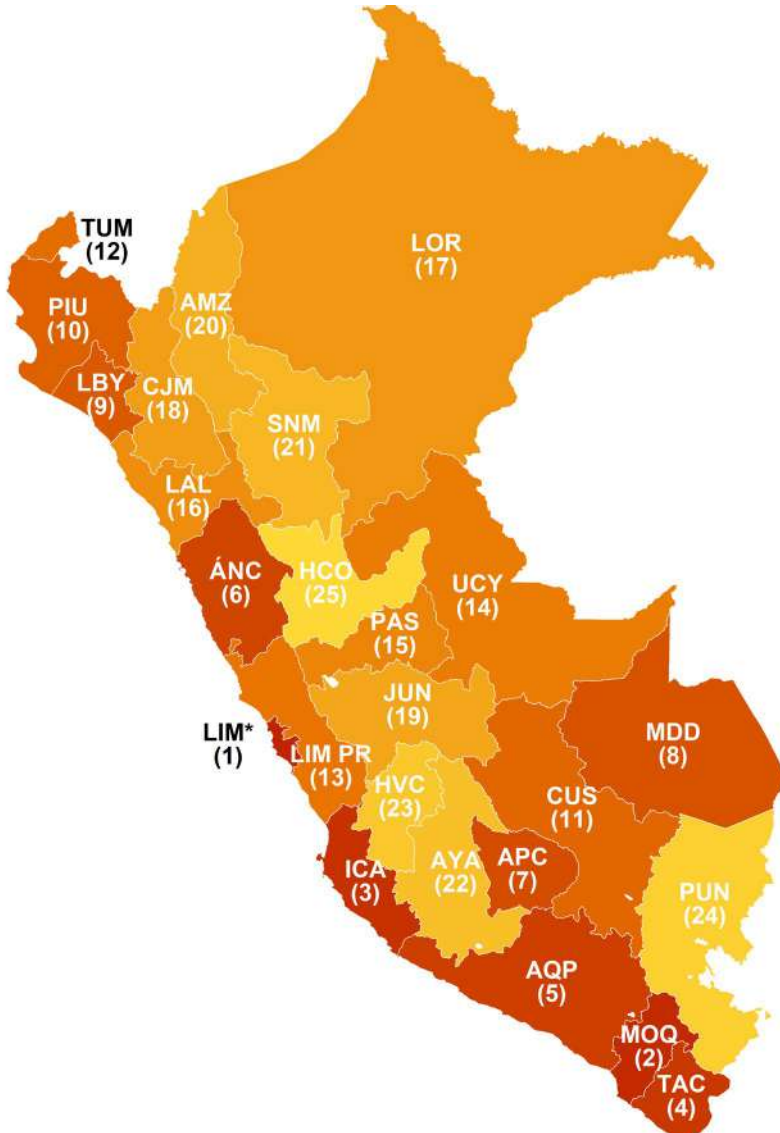 TUM
(12)
LOR
(17)
PIU
(10)
AMZ
(20)
LBY
(9)
CJM
(18)
SNM
(21)
LAL
(16)
ÁNC
(6)
HCO
(25)
UCY
(14)
PAS
(15)
JUN
(19)
LIM*
(1)
LIM PR
(13)
MDD
(8)
HVC
(23)
CUS
(11)
ICA
(3)
AYA
(22)
APC
(7)
PUN
(24)
AQP
(5)
MOQ
(2)
TAC
(4)